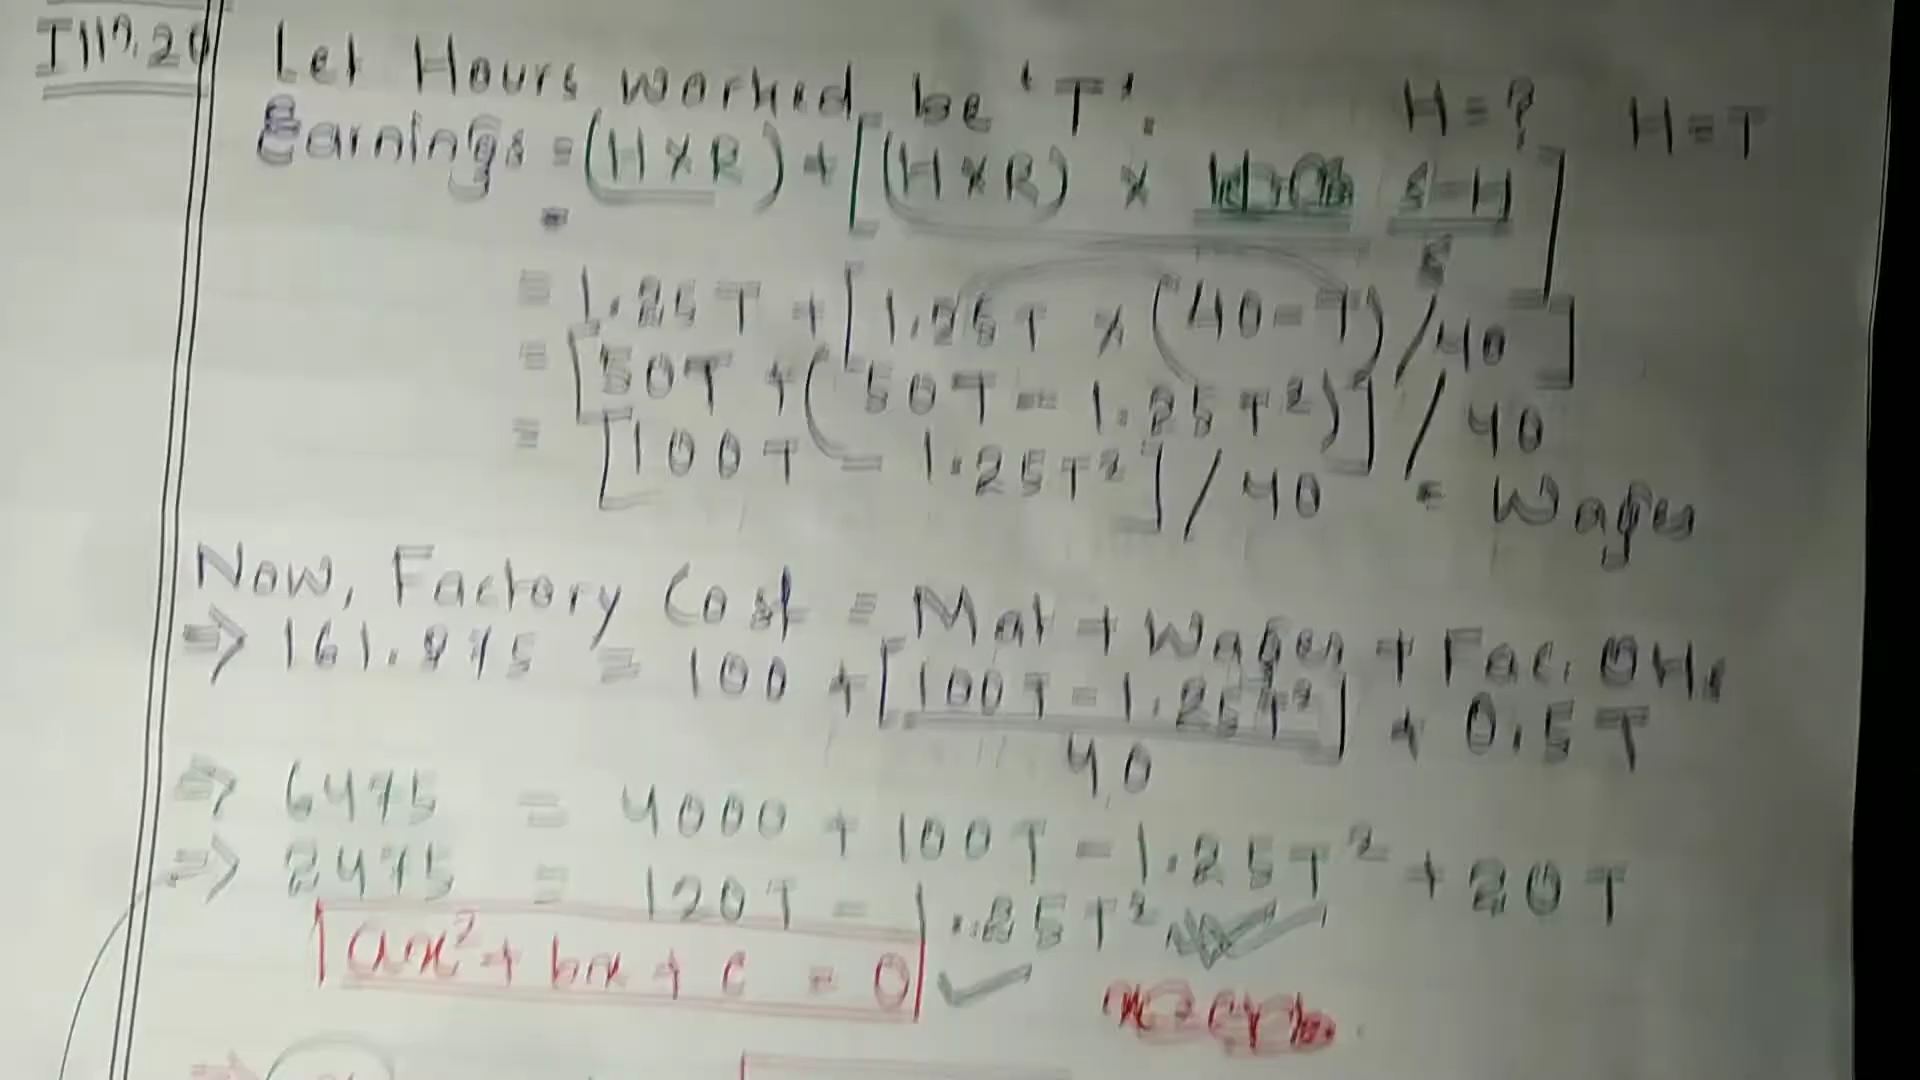 Illn. 20
Let Hours worked be 'T'. H = ? H = T
Earnings = (H×R) + [(H×R) × S-H / S]
=
= 1.25T + [1.25T × (40-T)/40]
= [50T + (50T - 1.25T²)]/40
= [100T - 1.25T²]/40 = Wages
Now, Factory Cost = Mat + Wages + Fac. OHs
⇒ 161.875 = 100 + [100T - 1.25T²] / 40 + 0.5T
⇒ 6475 = 4000 + 100T - 1.25T² + 20T
⇒ 2475 = 120T - 1.25T²
ax² + bx + c = 0